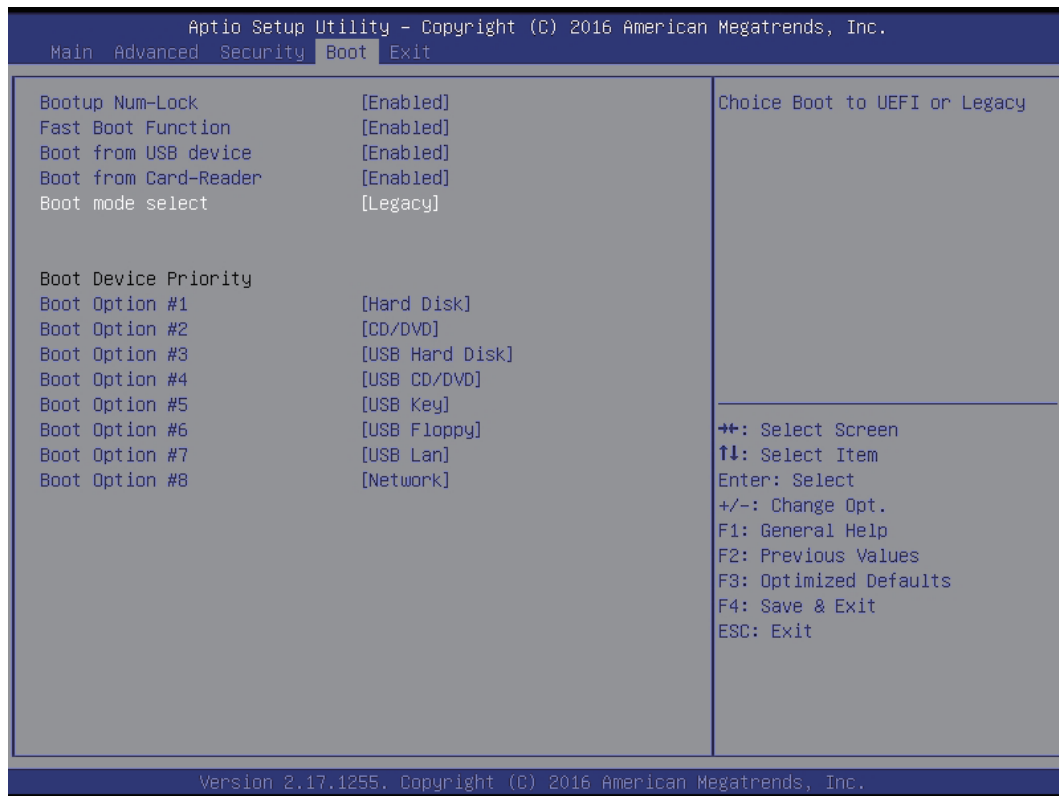 Aptio Setup Utility – Copyright (C) 2016 American Megatrends, Inc.
Main Advanced Security Boot Exit
Bootup Num-Lock [Enabled]
Fast Boot Function [Enabled]
Boot from USB device [Enabled]
Boot from Card-Reader [Enabled]
Boot mode select [Legacy]
Boot Device Priority
Boot Option #1 [Hard Disk]
Boot Option #2 [CD/DVD]
Boot Option #3 [USB Hard Disk]
Boot Option #4 [USB CD/DVD]
Boot Option #5 [USB Key]
Boot Option #6 [USB Floppy]
Boot Option #7 [USB Lan]
Boot Option #8 [Network]
Choice Boot to UEFI or Legacy
→←: Select Screen
↑↓: Select Item
Enter: Select
+/-: Change Opt.
F1: General Help
F2: Previous Values
F3: Optimized Defaults
F4: Save & Exit
ESC: Exit
Version 2.17.1255. Copyright (C) 2016 American Megatrends, Inc.